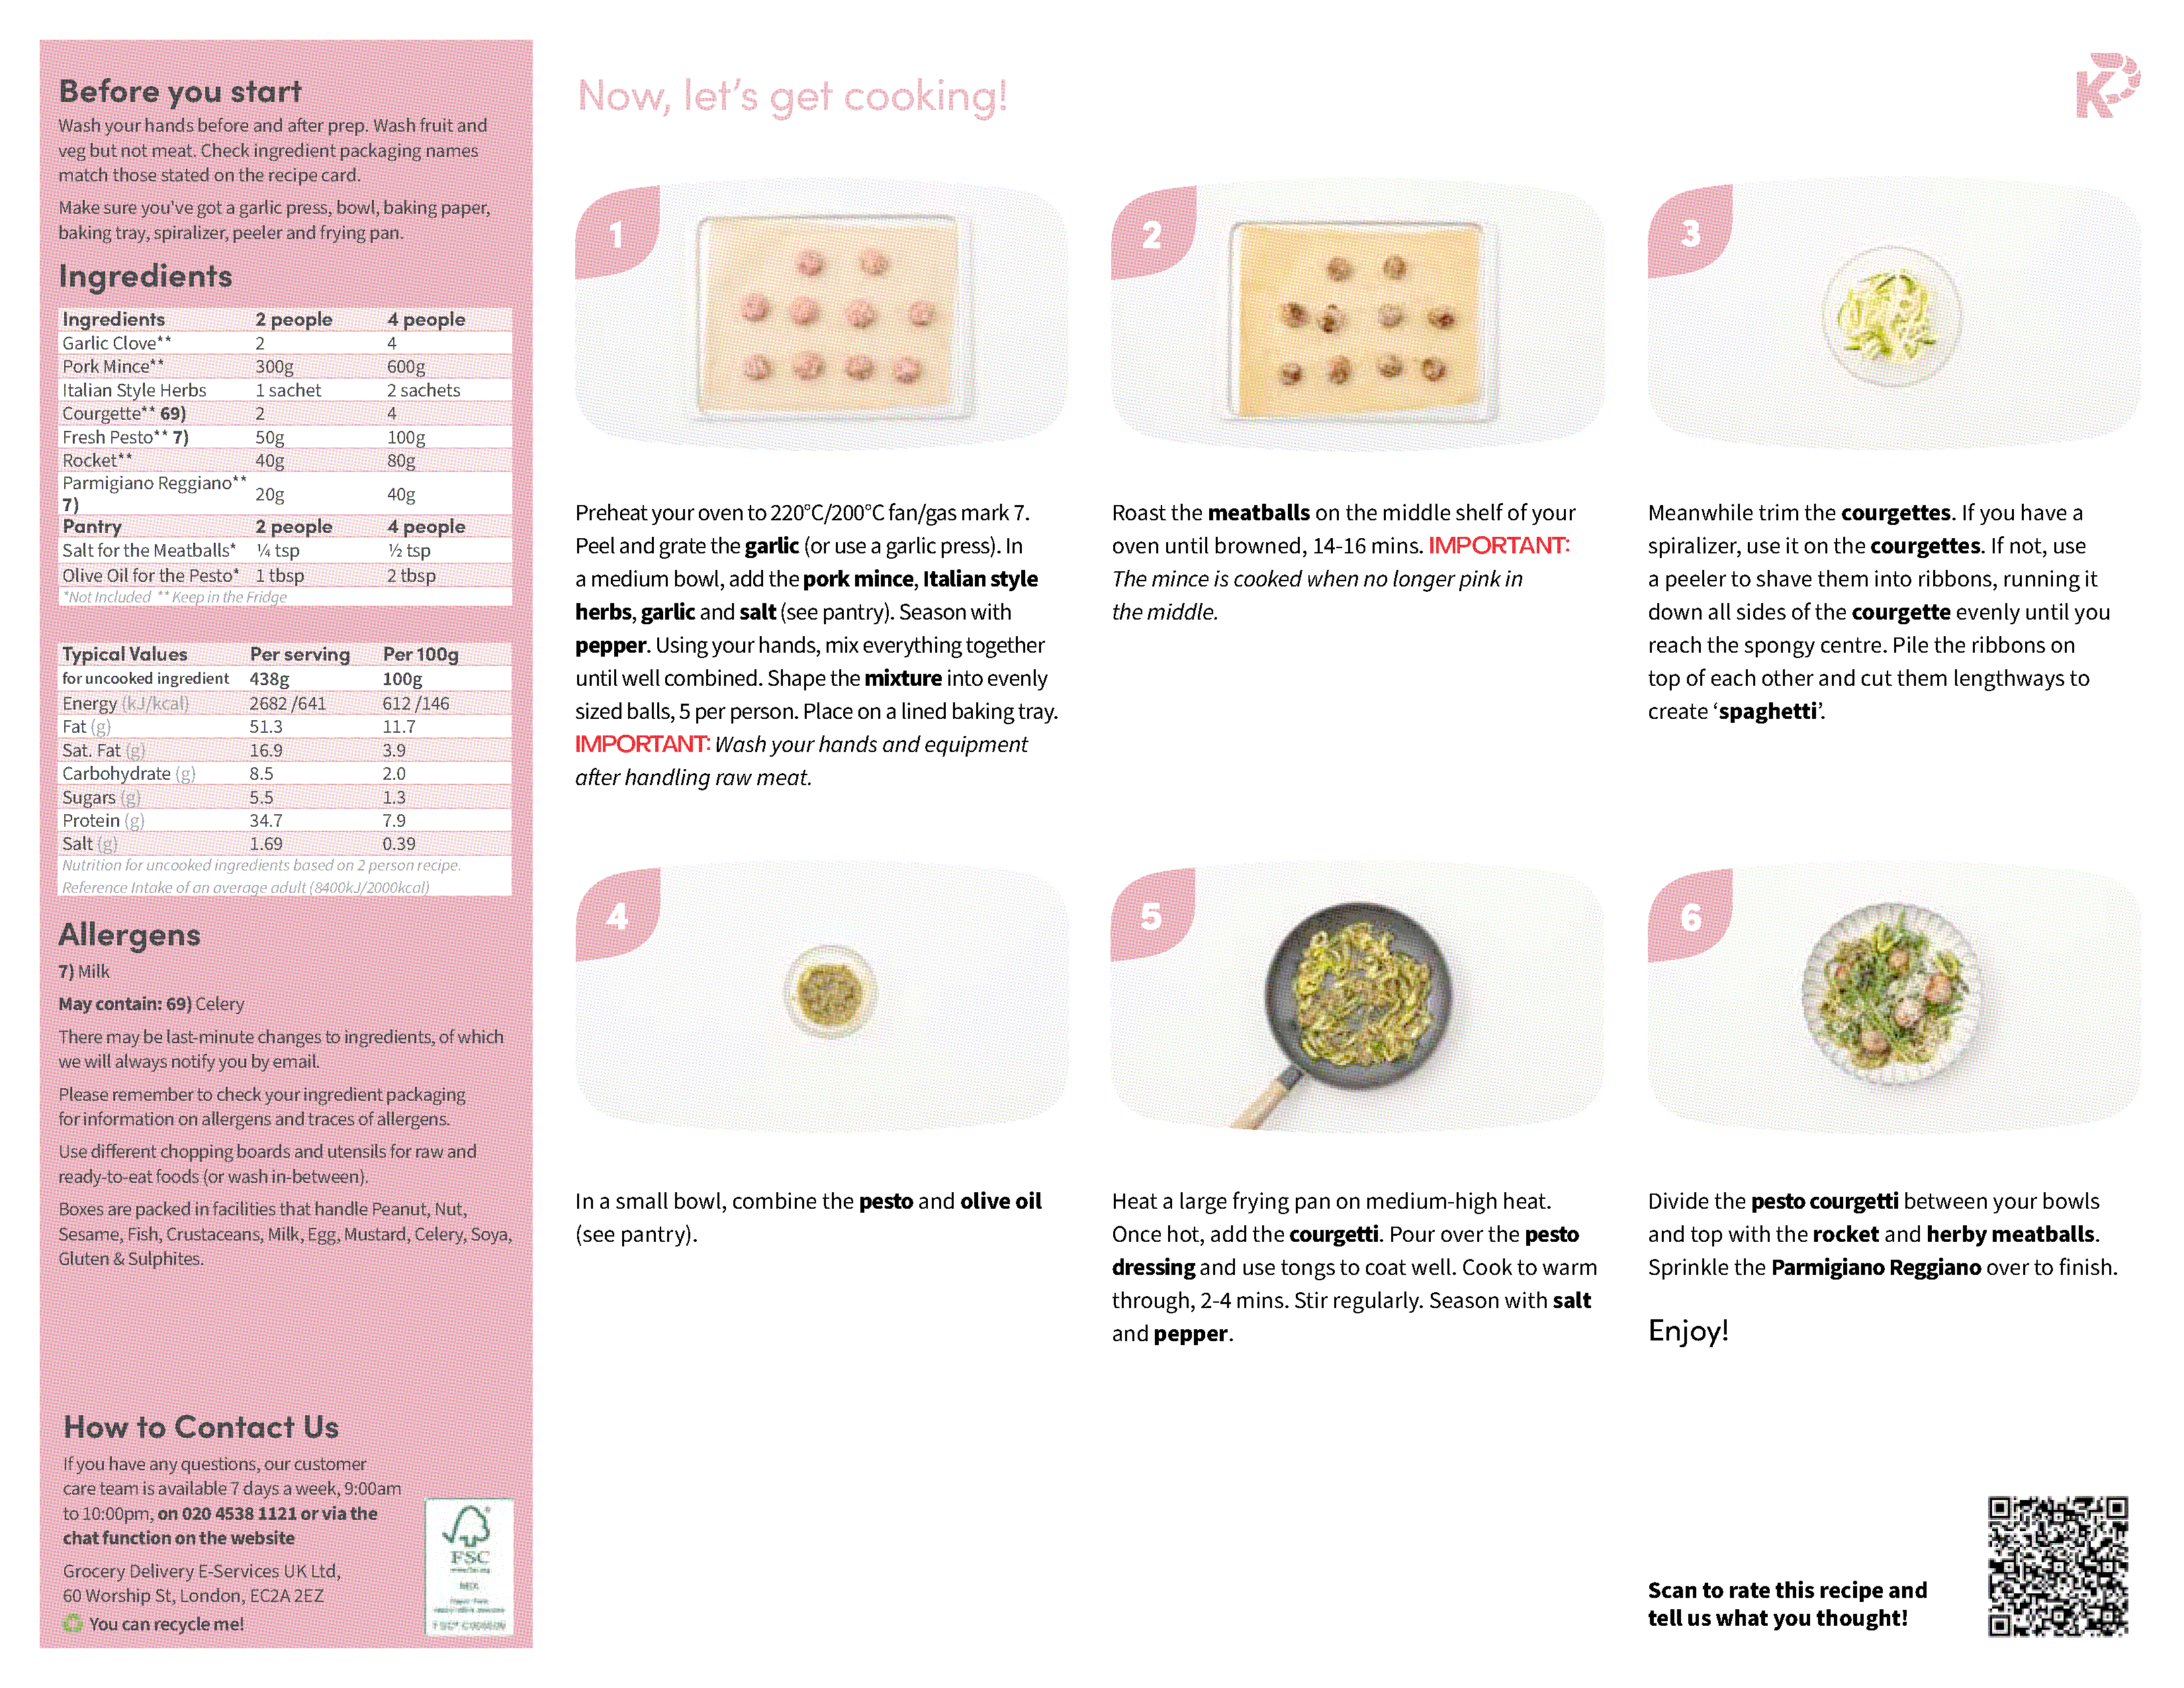 Before you start
Wash your hands before and after prep. Wash fruit and
veg but not meat. Check ingredient packaging names
match those stated on the recipe card.
Make sure you've got a garlic press, bowl, baking paper,
baking tray, spiralizer, peeler and frying pan.
Ingredients
Ingredients 2 people 4 people
Garlic Clove** 2 4
Pork Mince** 300g 600g
Italian Style Herbs 1 sachet 2 sachets
Courgette** 69) 2 4
Fresh Pesto** 7) 50g 100g
Rocket** 40g 80g
Parmigiano Reggiano**
7) 20g 40g
Pantry 2 people 4 people
Salt for the Meatballs* ¼ tsp ½ tsp
Olive Oil for the Pesto* 1 tbsp 2 tbsp
*Not Included ** Keep in the Fridge
Typical Values Per serving Per 100g
for uncooked ingredient 438g 100g
Energy (kJ/kcal) 2682 /641 612 /146
Fat (g) 51.3 11.7
Sat. Fat (g) 16.9 3.9
Carbohydrate (g) 8.5 2.0
Sugars (g) 5.5 1.3
Protein (g) 34.7 7.9
Salt (g) 1.69 0.39
Nutrition for uncooked ingredients based on 2 person recipe.
Reference Intake of an average adult (8400kJ/2000kcal)
Allergens
7) Milk
May contain: 69) Celery
There may be last-minute changes to ingredients, of which
we will always notify you by email.
Please remember to check your ingredient packaging
for information on allergens and traces of allergens.
Use different chopping boards and utensils for raw and
ready-to-eat foods (or wash in-between).
Boxes are packed in facilities that handle Peanut, Nut,
Sesame, Fish, Crustaceans, Milk, Egg, Mustard, Celery, Soya,
Gluten & Sulphites.
How to Contact Us
If you have any questions, our customer
care team is available 7 days a week, 9:00am
to 10:00pm, on 020 4538 1121 or via the
chat function on the website
Grocery Delivery E-Services UK Ltd,
60 Worship St, London, EC2A 2EZ
You can recycle me!
FSC
Now, let's get cooking!
1
Preheat your oven to 220°C/200°C fan/gas mark 7.
Peel and grate the garlic (or use a garlic press). In
a medium bowl, add the pork mince, Italian style
herbs, garlic and salt (see pantry). Season with
pepper. Using your hands, mix everything together
until well combined. Shape the mixture into evenly
sized balls, 5 per person. Place on a lined baking tray.
IMPORTANT: Wash your hands and equipment
after handling raw meat.
2
Roast the meatballs on the middle shelf of your
oven until browned, 14-16 mins. IMPORTANT:
The mince is cooked when no longer pink in
the middle.
3
Meanwhile trim the courgettes. If you have a
spiralizer, use it on the courgettes. If not, use
a peeler to shave them into ribbons, running it
down all sides of the courgette evenly until you
reach the spongy centre. Pile the ribbons on
top of each other and cut them lengthways to
create ‘spaghetti’.
4
In a small bowl, combine the pesto and olive oil
(see pantry).
5
Heat a large frying pan on medium-high heat.
Once hot, add the courgetti. Pour over the pesto
dressing and use tongs to coat well. Cook to warm
through, 2-4 mins. Stir regularly. Season with salt
and pepper.
6
Divide the pesto courgetti between your bowls
and top with the rocket and herby meatballs.
Sprinkle the Parmigiano Reggiano over to finish.
Enjoy!
Scan to rate this recipe and
tell us what you thought!